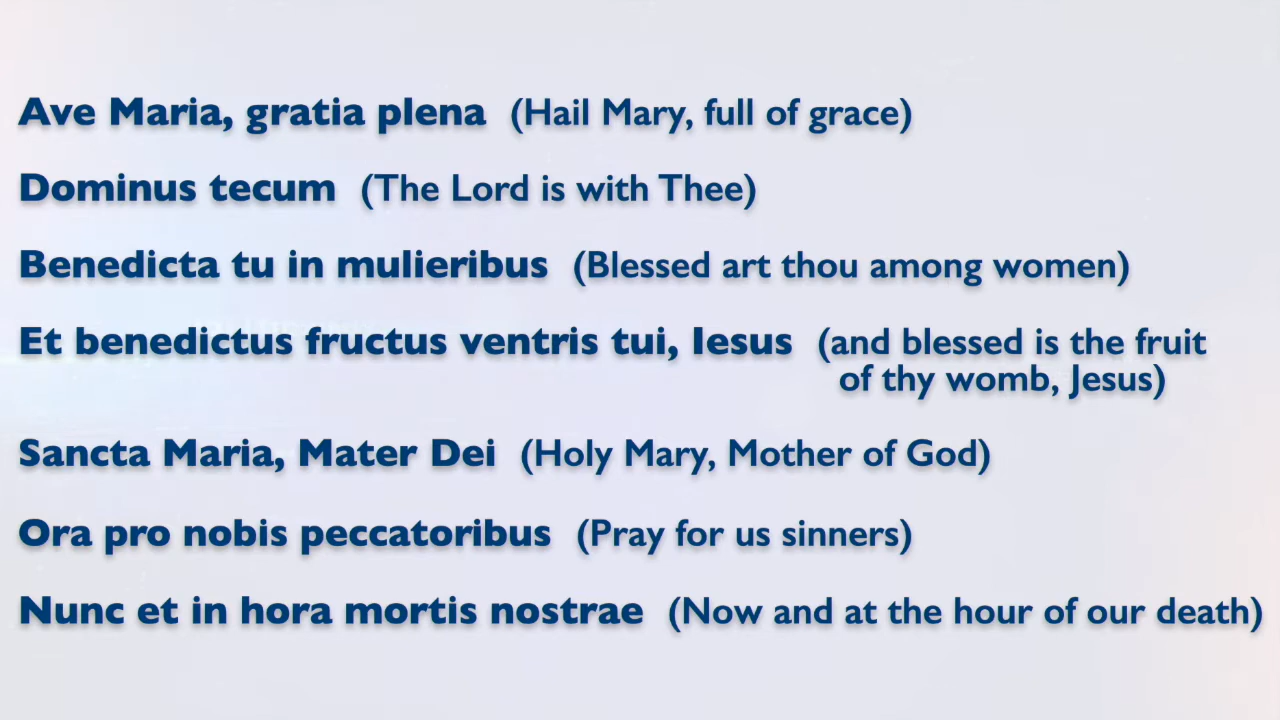 Ave Maria, gratia plena (Hail Mary, full of grace)
Dominus tecum (The Lord is with Thee)
Benedicta tu in mulieribus (Blessed art thou among women)
Et benedictus fructus ventris tui, Iesus (and blessed is the fruit
of thy womb, Jesus)
Sancta Maria, Mater Dei (Holy Mary, Mother of God)
Ora pro nobis peccatoribus (Pray for us sinners)
Nunc et in hora mortis nostrae (Now and at the hour of our death)